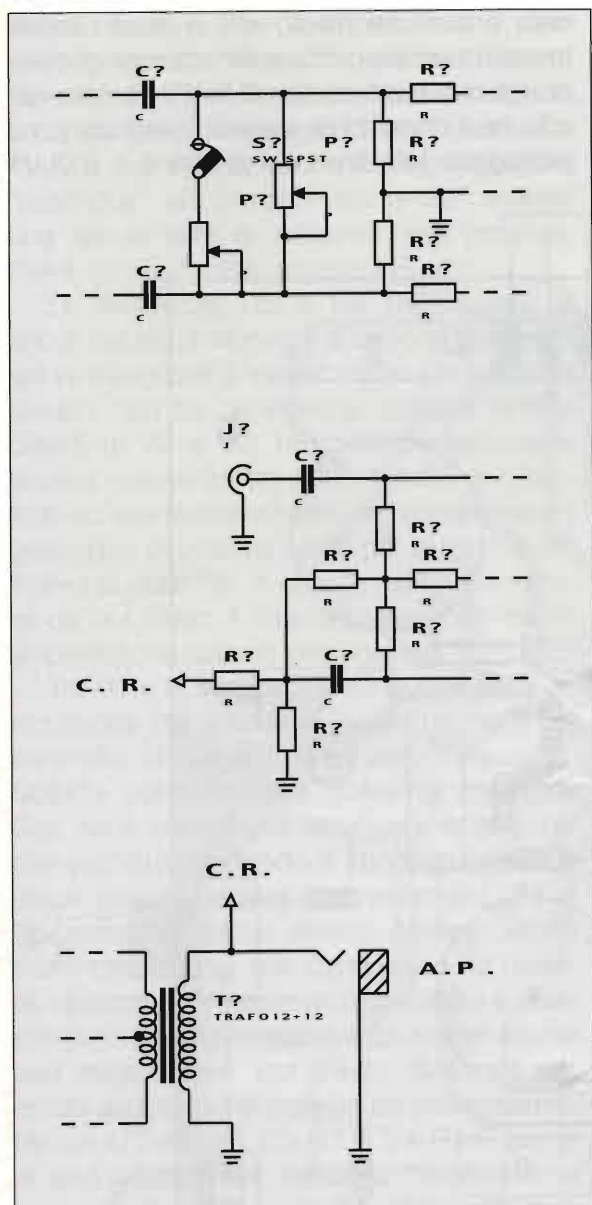 C? R?
C R
S? P? R?
SW SPST R
P?
R?
C? R R?
C R
J? C?
J C
R?
R
R? R?
R R
R?
C? R
R?
C.R. R C
R?
R
C.R.
A.P.
T?
TRAFO12+12